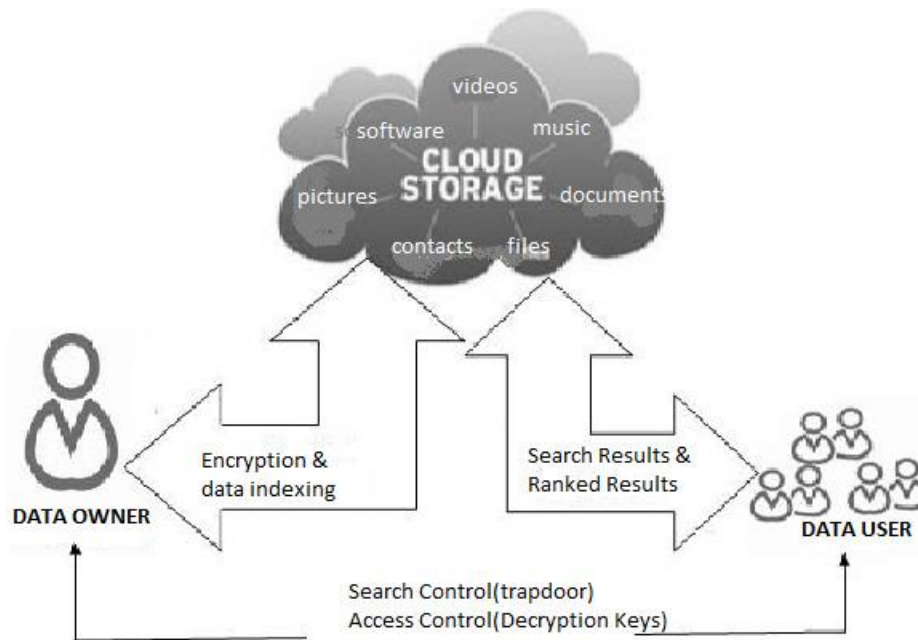 videos
software
music
CLOUD
STORAGE
pictures
documents
contacts
files
Encryption &
data indexing
Search Results &
Ranked Results
DATA OWNER
DATA USER
Search Control(trapdoor)
Access Control(Decryption Keys)